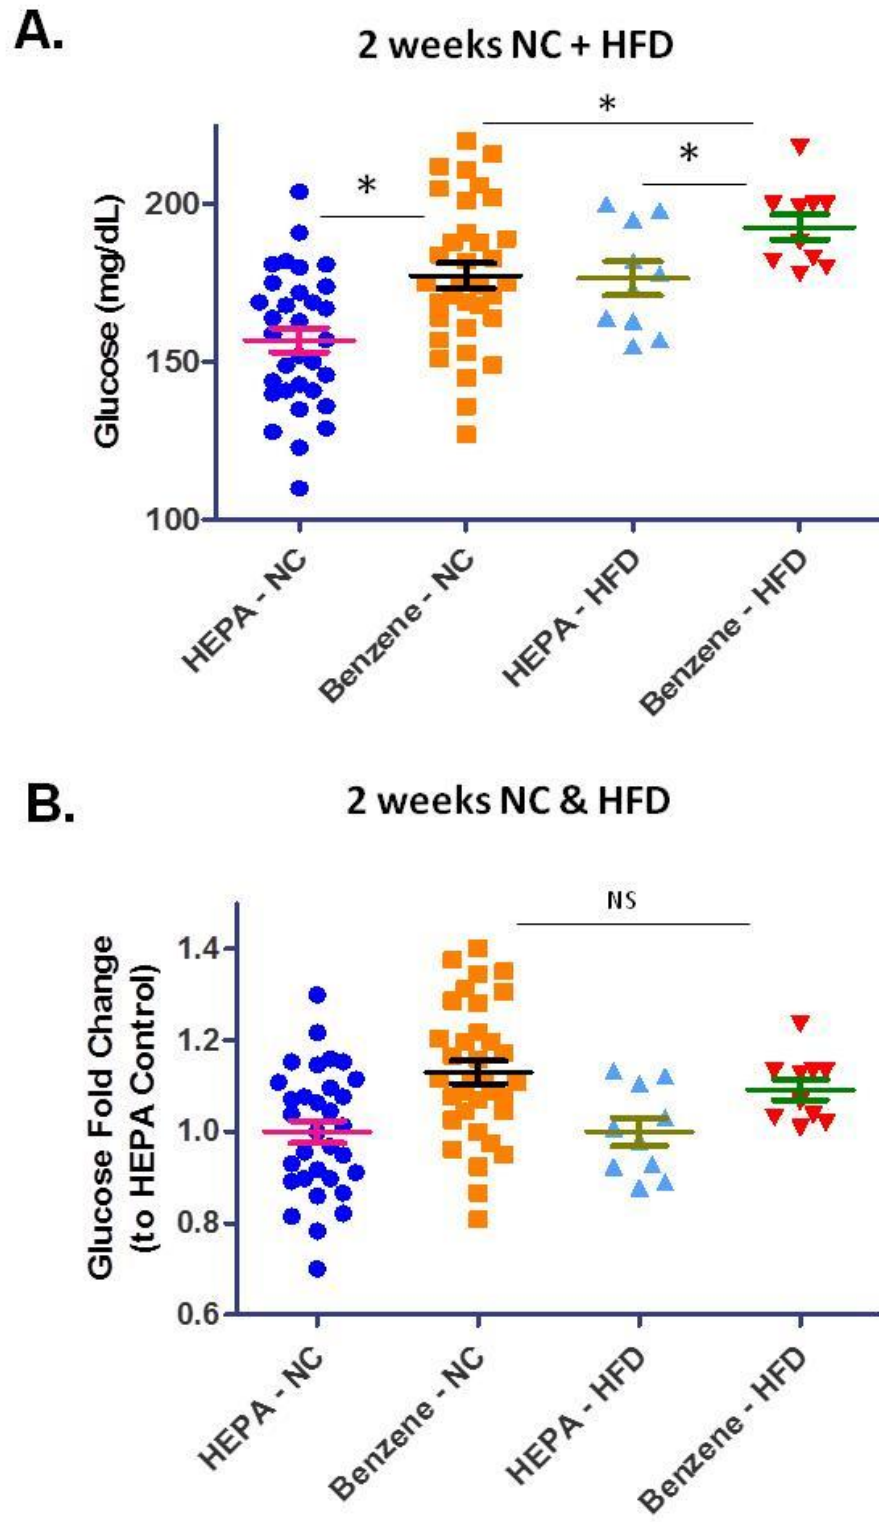 A.
2 weeks NC + HFD
*
*
*
Glucose (mg/dL)
200
150
100
HEPA - NC
Benzene - NC
HEPA - HFD
Benzene - HFD
B.
2 weeks NC & HFD
NS
Glucose Fold Change
(to HEPA Control)
1.4
1.2
1.0
0.8
0.6
HEPA - NC
Benzene - NC
HEPA - HFD
Benzene - HFD